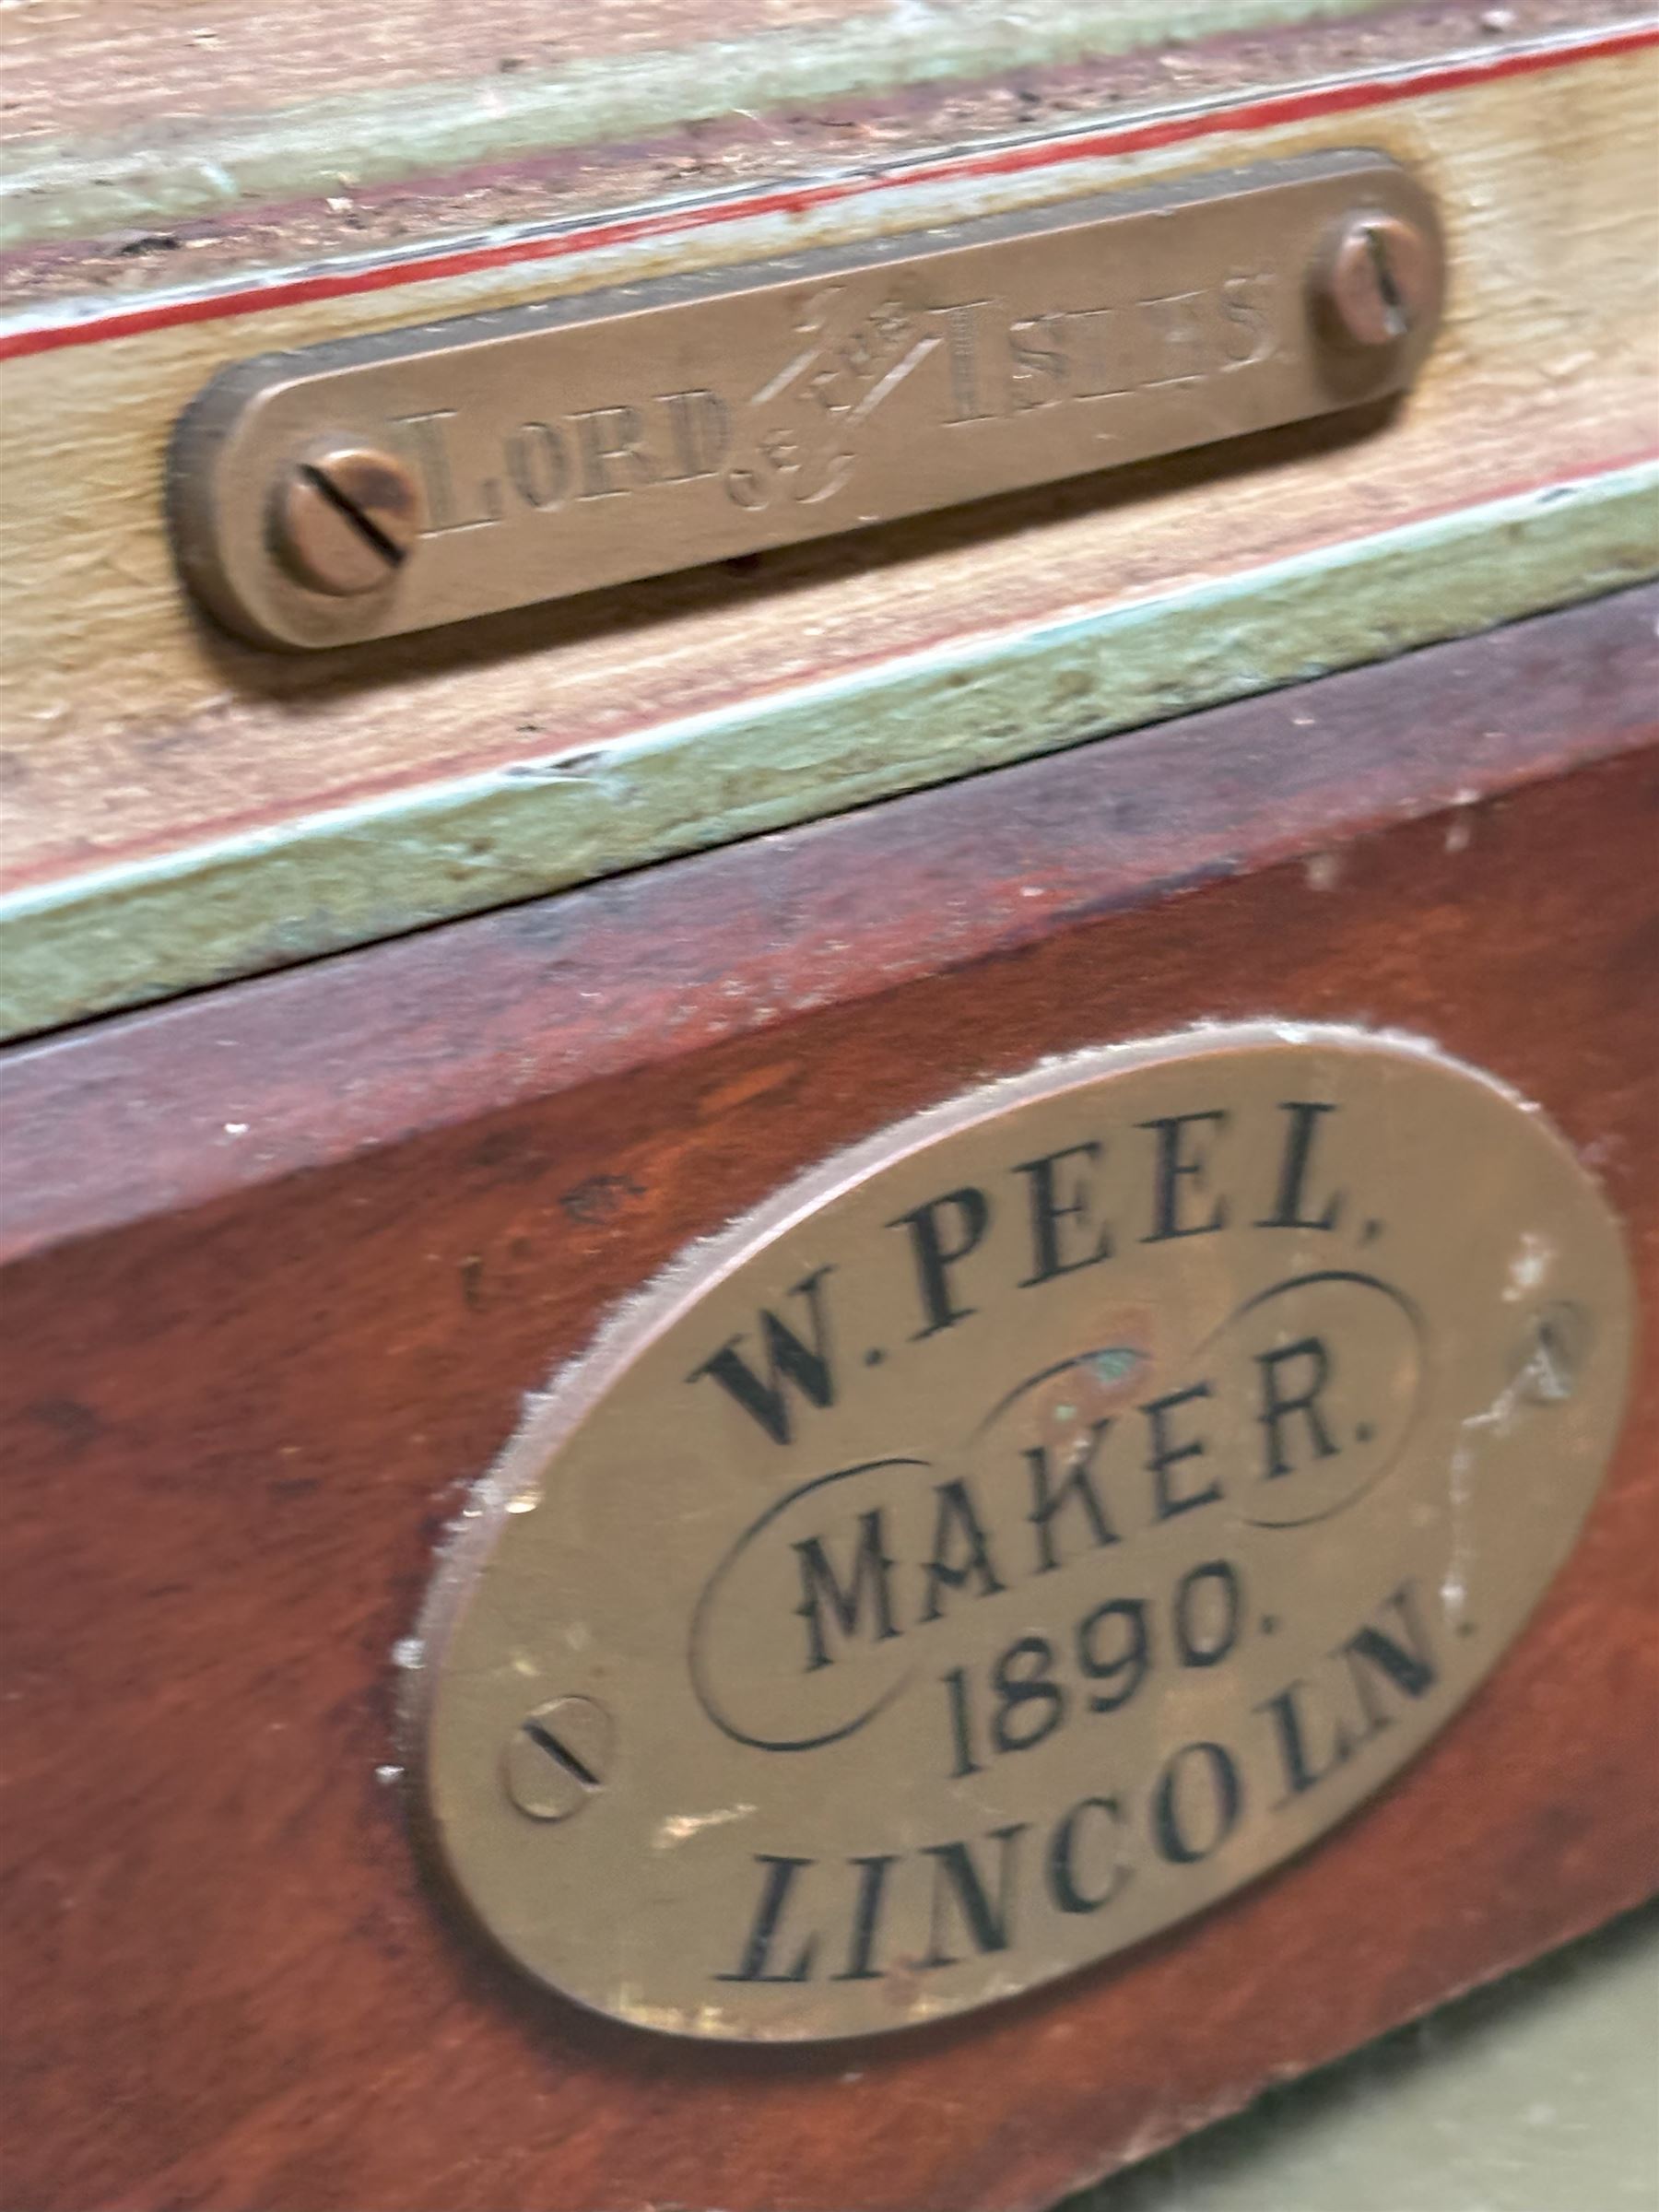 LORD OF THE ISLES
W. PEEL,
MAKER.
1890.
LINCOLN.